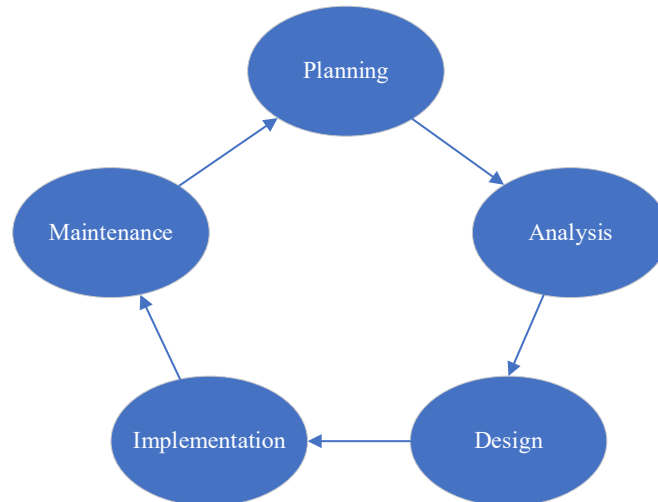 Planning
Analysis
Design
Implementation
Maintenance